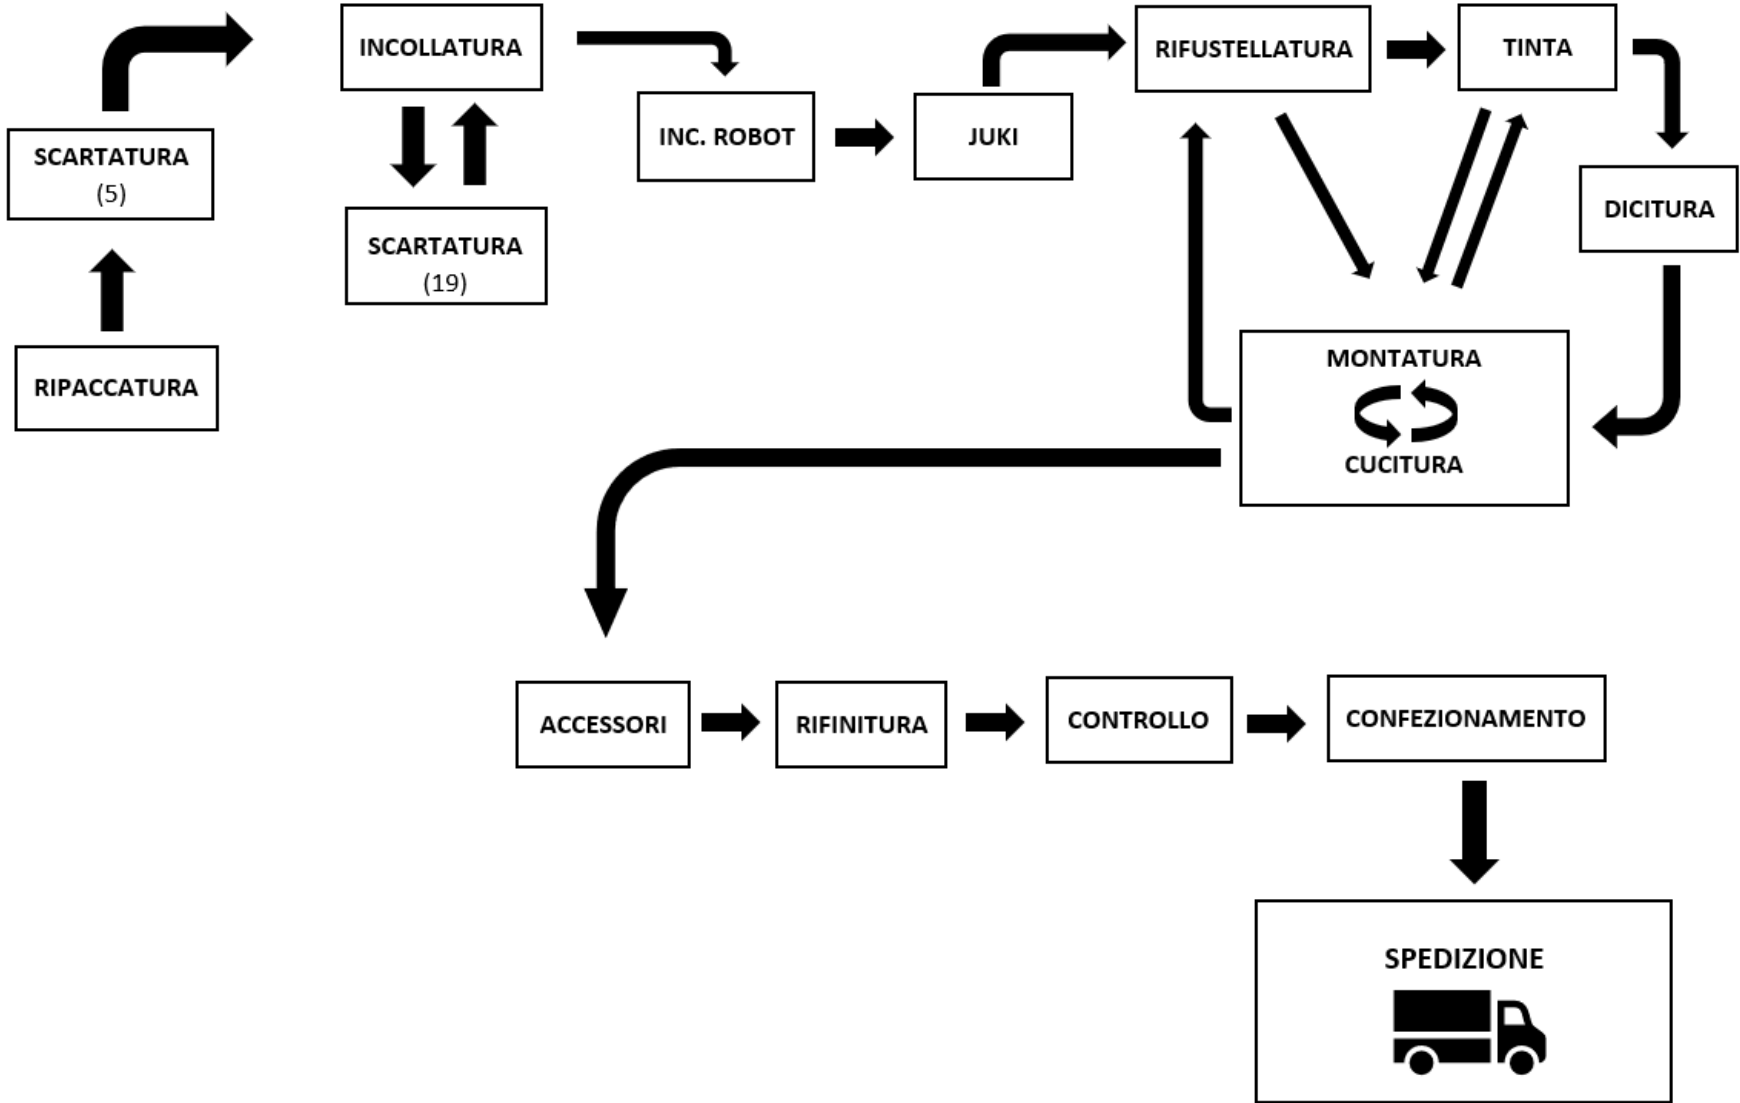 INCOLLATURA
RIFUSTELLATURA
TINTA
SCARTATURA
(5)
INC. ROBOT
JUKI
DICITURA
SCARTATURA
(19)
RIPACCATURA
MONTATURA
CUCITURA
ACCESSORI
RIFINITURA
CONTROLLO
CONFEZIONAMENTO
SPEDIZIONE